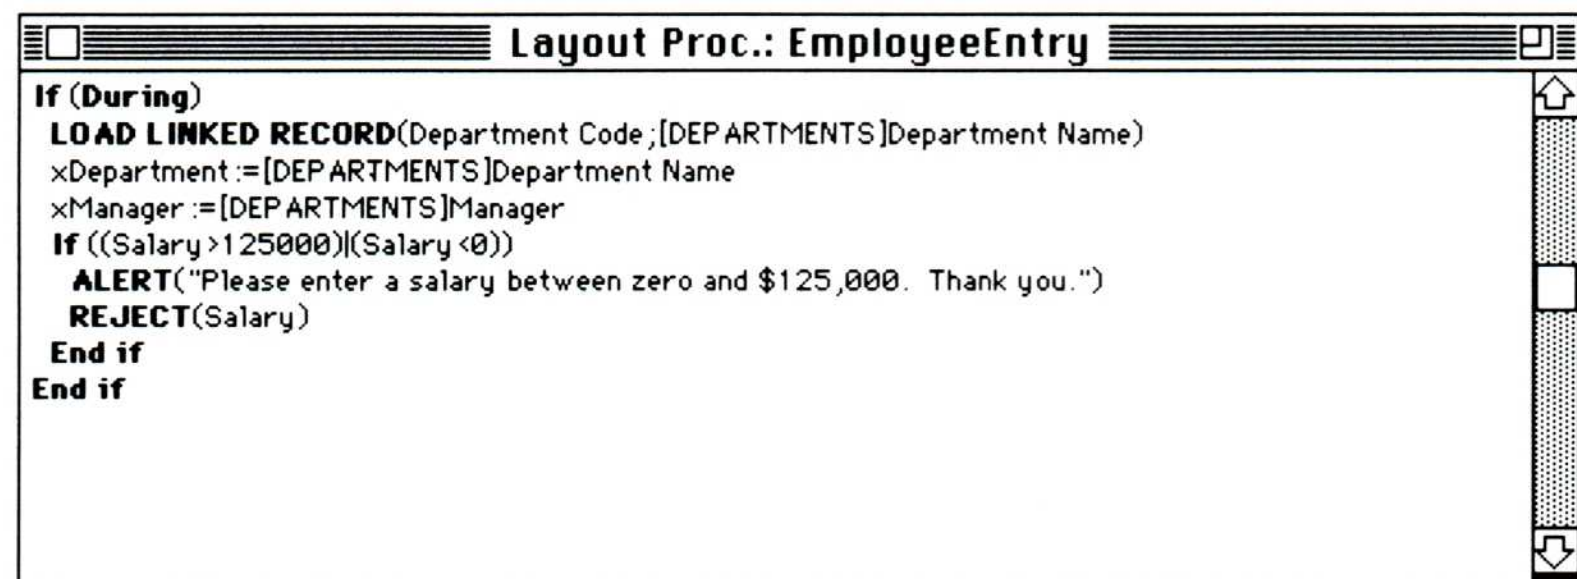 Layout Proc.: EmployeeEntry
If (During)
LOAD LINKED RECORD(Department Code;[DEPARTMENTS]Department Name)
xDepartment:=[DEPARTMENTS]Department Name
xManager:=[DEPARTMENTS]Manager
If ((Salary>125000)|(Salary<0))
ALERT("Please enter a salary between zero and $125,000.  Thank you.")
REJECT(Salary)
End if
End if